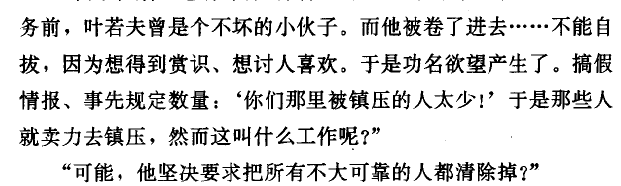 务前，叶若夫曾是个不坏的小伙子。而他被卷了进去……不能自
拔，因为想得到赏识、想讨人喜欢。于是功名欲望产生了。搞假
情报、事先规定数量：‘你们那里被镇压的人太少！’于是那些人
就卖力去镇压，然而这叫什么工作呢？”
“可能，他坚决要求把所有不大可靠的人都清除掉？”